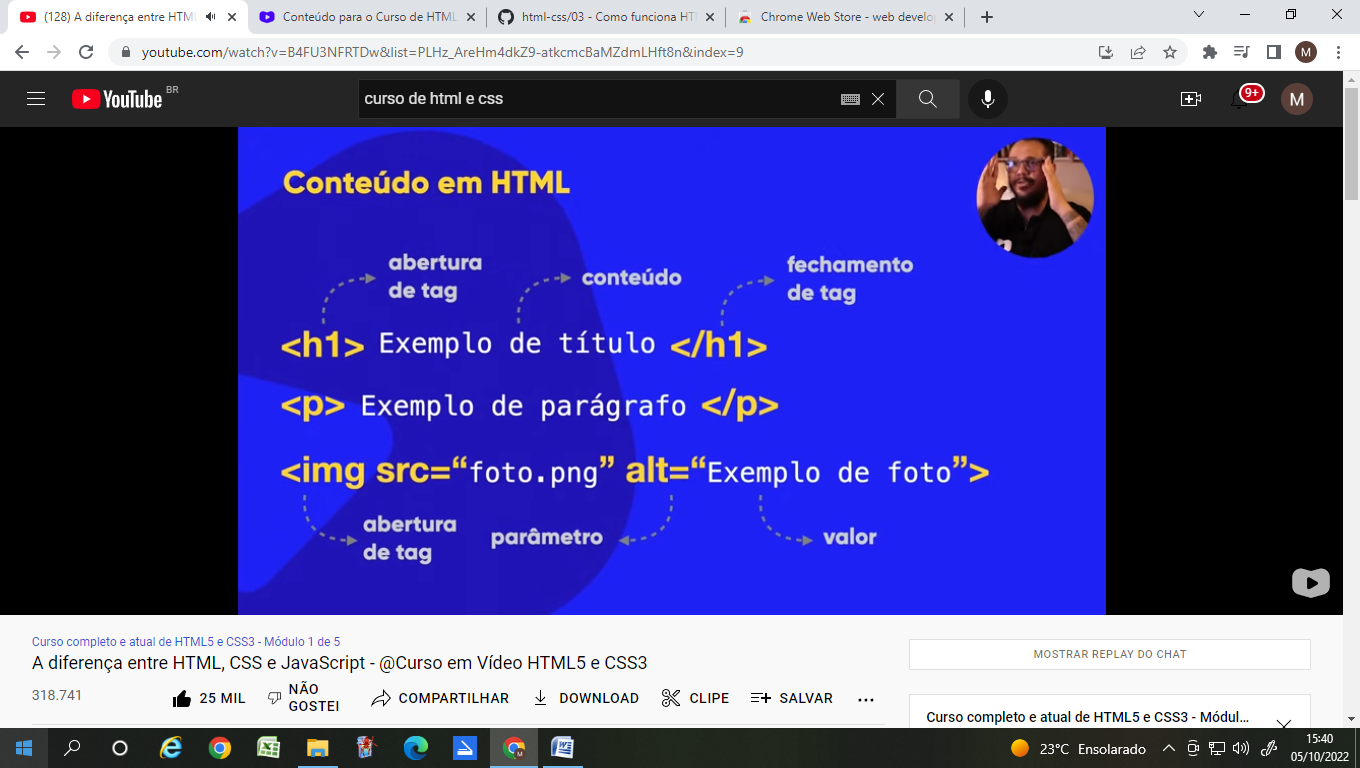 (128) A diferença entre HTML
Conteúdo para o Curso de HTML
html-css/03 - Como funciona HT
Chrome Web Store - web develo
youtube.com/watch?v=B4FU3NFRTDw&list=PLHz_AreHm4dkZ9-atkcmcBaMZdmLHft8n&index=9
M
YouTube BR
curso de html e css
9+
M
Conteúdo em HTML
abertura
de tag
conteúdo
fechamento
de tag
<h1> Exemplo de título </h1>
<p> Exemplo de parágrafo </p>
<img src=“foto.png” alt=“Exemplo de foto”>
abertura
de tag
parâmetro
valor
Curso completo e atual de HTML5 e CSS3 - Módulo 1 de 5
A diferença entre HTML, CSS e JavaScript - @Curso em Vídeo HTML5 e CSS3
318.741
25 MIL
NÃO
GOSTEI
COMPARTILHAR
DOWNLOAD
CLIPE
SALVAR
MOSTRAR REPLAY DO CHAT
Curso completo e atual de HTML5 e CSS3 - Módul...
23°C Ensolarado
15:40
05/10/2022